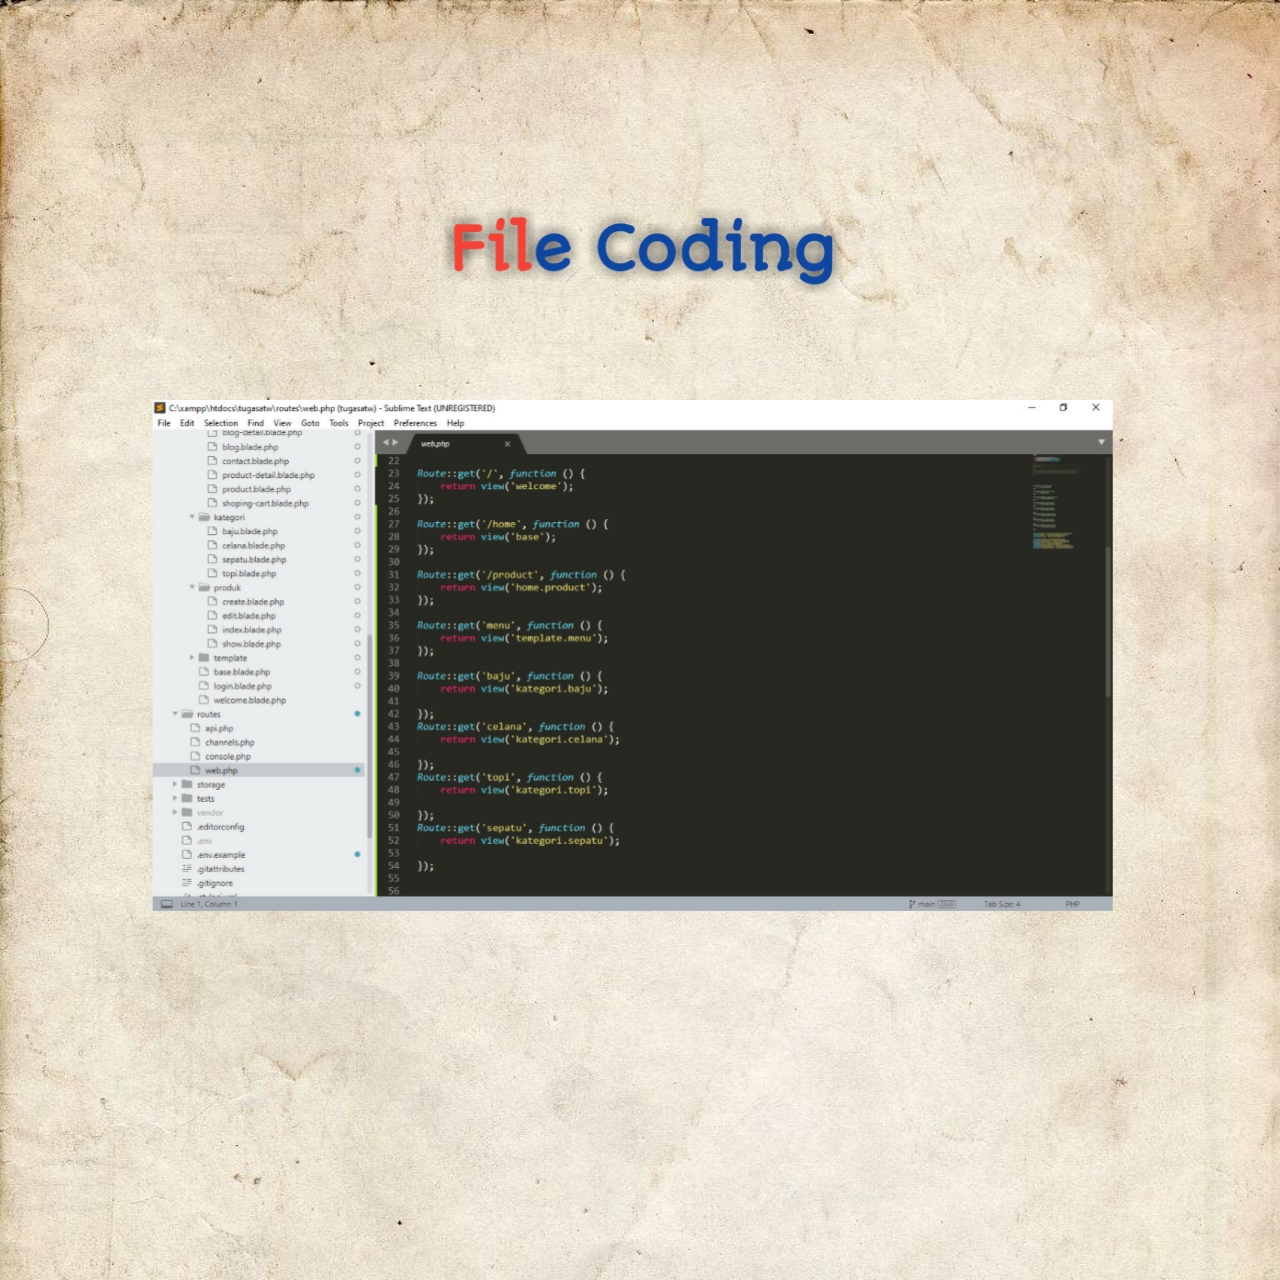 File Coding
C:\xampp\htdocs\tugasatw\routes\web.php (tugasatw) - Sublime Text (UNREGISTERED)
File Edit Selection Find View Goto Tools Project Preferences Help
blog-detail.blade.php
blog.blade.php
contact.blade.php
product-detail.blade.php
product.blade.php
shoping-cart.blade.php
kategori
baju.blade.php
celana.blade.php
sepatu.blade.php
topi.blade.php
produk
create.blade.php
edit.blade.php
index.blade.php
show.blade.php
template
base.blade.php
login.blade.php
welcome.blade.php
routes
api.php
channels.php
console.php
web.php
storage
tests
vendor
.editorconfig
.env
.env.example
.gitattributes
.gitignore
web.php
22
23 Route::get('/', function () {
24 return view('welcome');
25 });
26
27 Route::get('/home', function () {
28 return view('base');
29 });
30
31 Route::get('/product', function () {
32 return view('home.product');
33 });
34
35 Route::get('menu', function () {
36 return view('template.menu');
37 });
38
39 Route::get('baju', function () {
40 return view('kategori.baju');
41
42 });
43 Route::get('celana', function () {
44 return view('kategori.celana');
45
46 });
47 Route::get('topi', function () {
48 return view('kategori.topi');
49
50 });
51 Route::get('sepatu', function () {
52 return view('kategori.sepatu');
53
54 });
55
56
Line 1, Column 1
main
Tab Size: 4
PHP